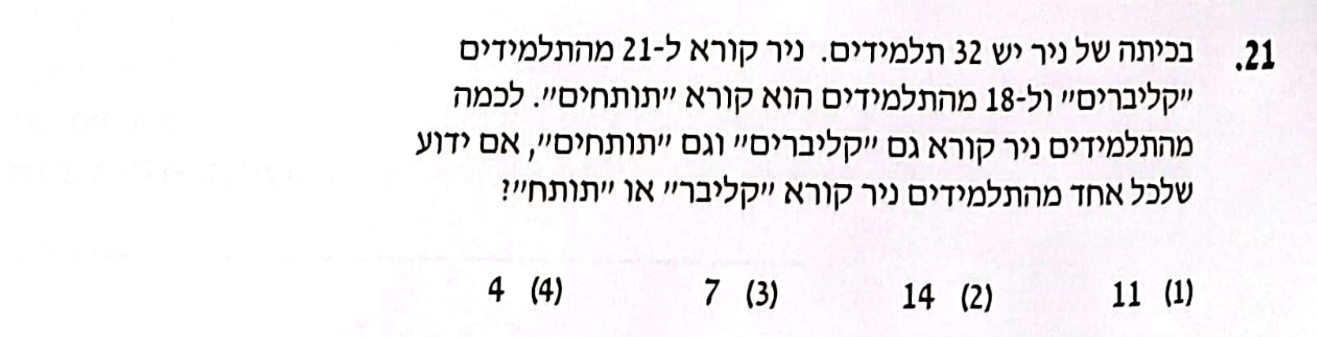 21. בכיתה של ניר יש 32 תלמידים. ניר קורא ל-21 מהתלמידים
"קליברים" ול-18 מהתלמידים הוא קורא "תותחים". לכמה
מהתלמידים ניר קורא גם "קליברים" וגם "תותחים", אם ידוע
שלכל אחד מהתלמידים ניר קורא "קליבר" או "תותח"?
(1) 11 (2) 14 (3) 7 (4) 4